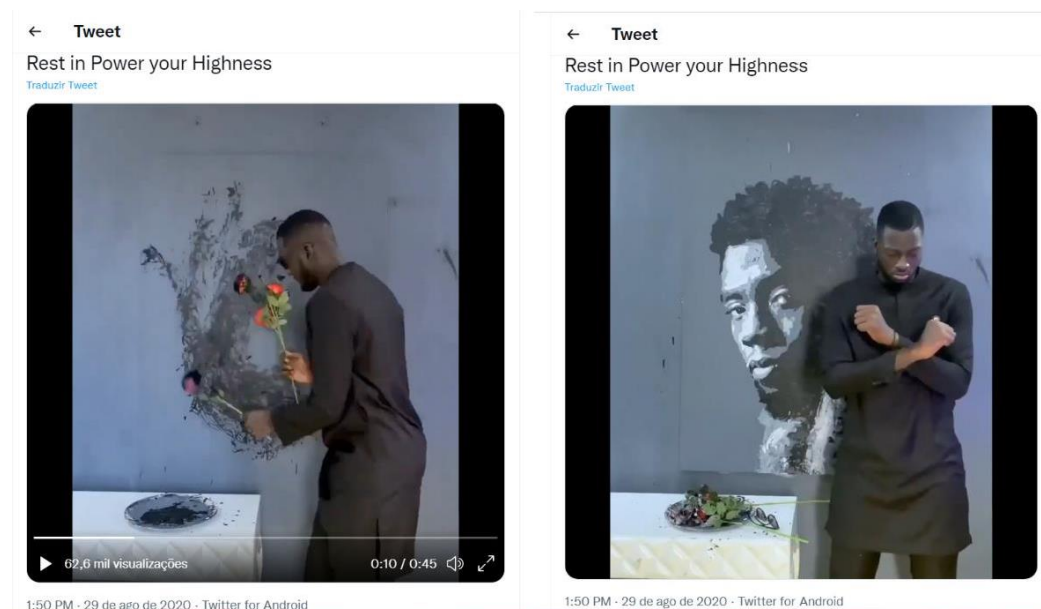 ← Tweet
Rest in Power your Highness
Traduzir Tweet
62,6 mil visualizações
0:10 / 0:45
1:50 PM · 29 de ago de 2020 · Twitter for Android
← Tweet
Rest in Power your Highness
Traduzir Tweet
1:50 PM · 29 de ago de 2020 · Twitter for Android